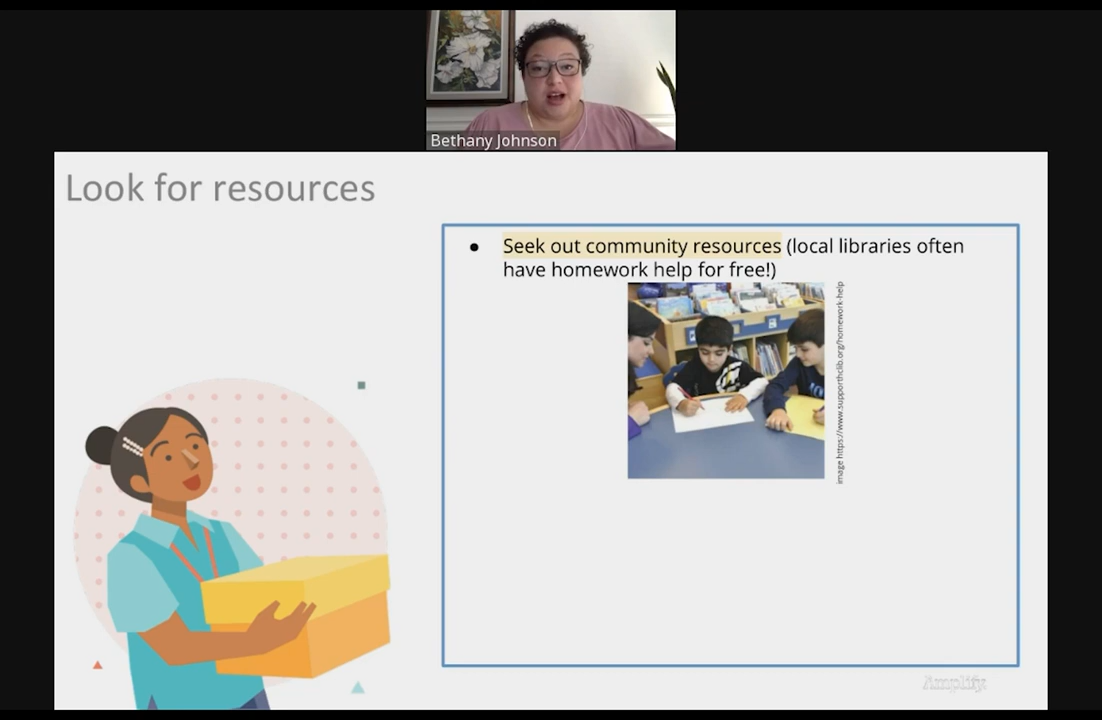 Bethany Johnson
Look for resources
● Seek out community resources (local libraries often
have homework help for free!)
image https://www.supporthclib.org/homework-help
Amplify.